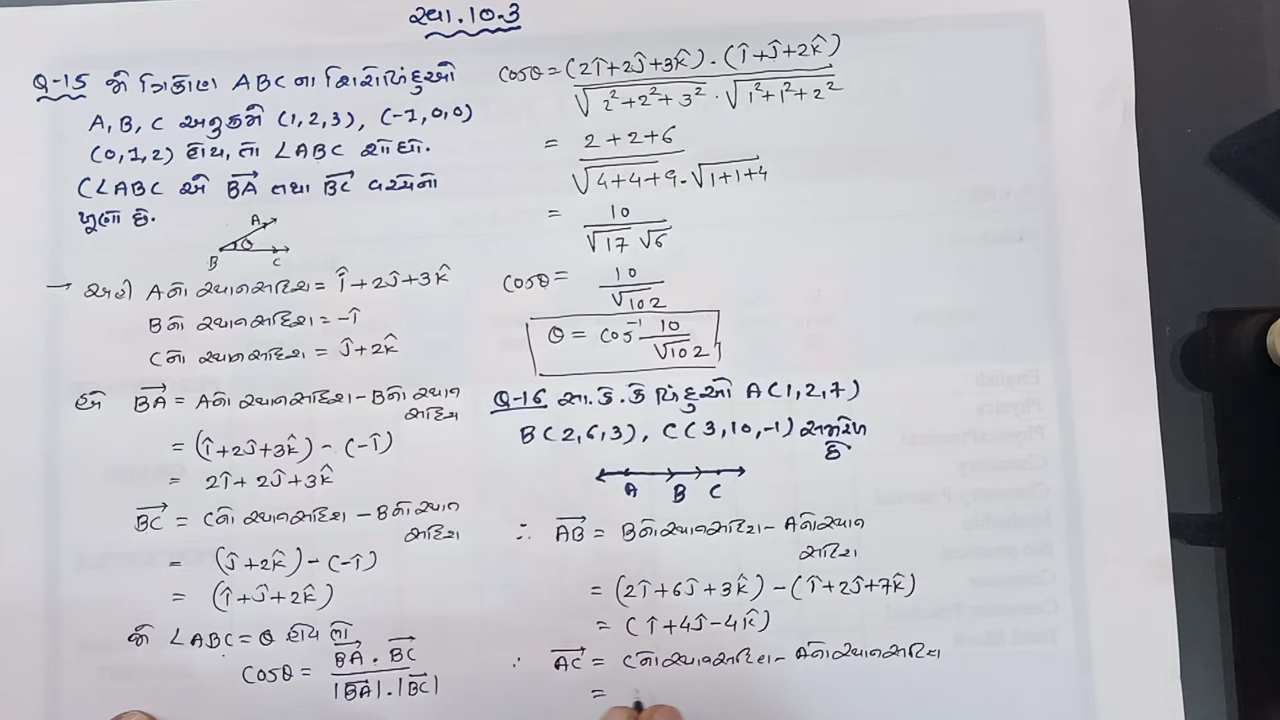 સ્વા. 10.3
Q-15 જો ત્રિકોણ ABC ના શિરોબિંદુઓ
A, B, C અનુક્રમે (1,2,3), (-1,0,0)
(0,1,2) હોય, તો ∠ABC શોધો.
(∠ABC એ BA→ તથા BC→ વચ્ચેનો
ખૂણો છે.
A
B θ C
→ અહીં A નો સ્થાનસદિશ = î+2ĵ+3k̂
B નો સ્થાનસદિશ = -î
C નો સ્થાનસદિશ = ĵ+2k̂
હવે BA→ = A નો સ્થાનસદિશ - B નો સ્થાન
સદિશ
= (î+2ĵ+3k̂) - (-î)
= 2î+2ĵ+3k̂
BC→ = C નો સ્થાનસદિશ - B નો સ્થાન
સદિશ
= (ĵ+2k̂) - (-î)
= (î+ĵ+2k̂)
જો ∠ABC = θ હોય તો
cosθ = BA→ . BC→ / |BA→| . |BC→|
cosθ = (2î+2ĵ+3k̂) . (î+ĵ+2k̂)
√2²+2²+3² . √1²+1²+2²
= 2+2+6
√4+4+9 . √1+1+4
= 10
√17 √6
cosθ = 10
√102
θ = cos⁻¹ 10
√102
Q-16 સા. કે. કે બિંદુઓ A(1,2,7)
B(2,6,3), C(3,10,-1) સમરેખ
છે
A B C
∴ AB→ = B નો સ્થાનસદિશ - A નો સ્થાન
સદિશ
= (2î+6ĵ+3k̂) - (î+2ĵ+7k̂)
= (î+4ĵ-4k̂)
∴ AC→ = C નો સ્થાનસદિશ - A નો સ્થાનસદિશ
=